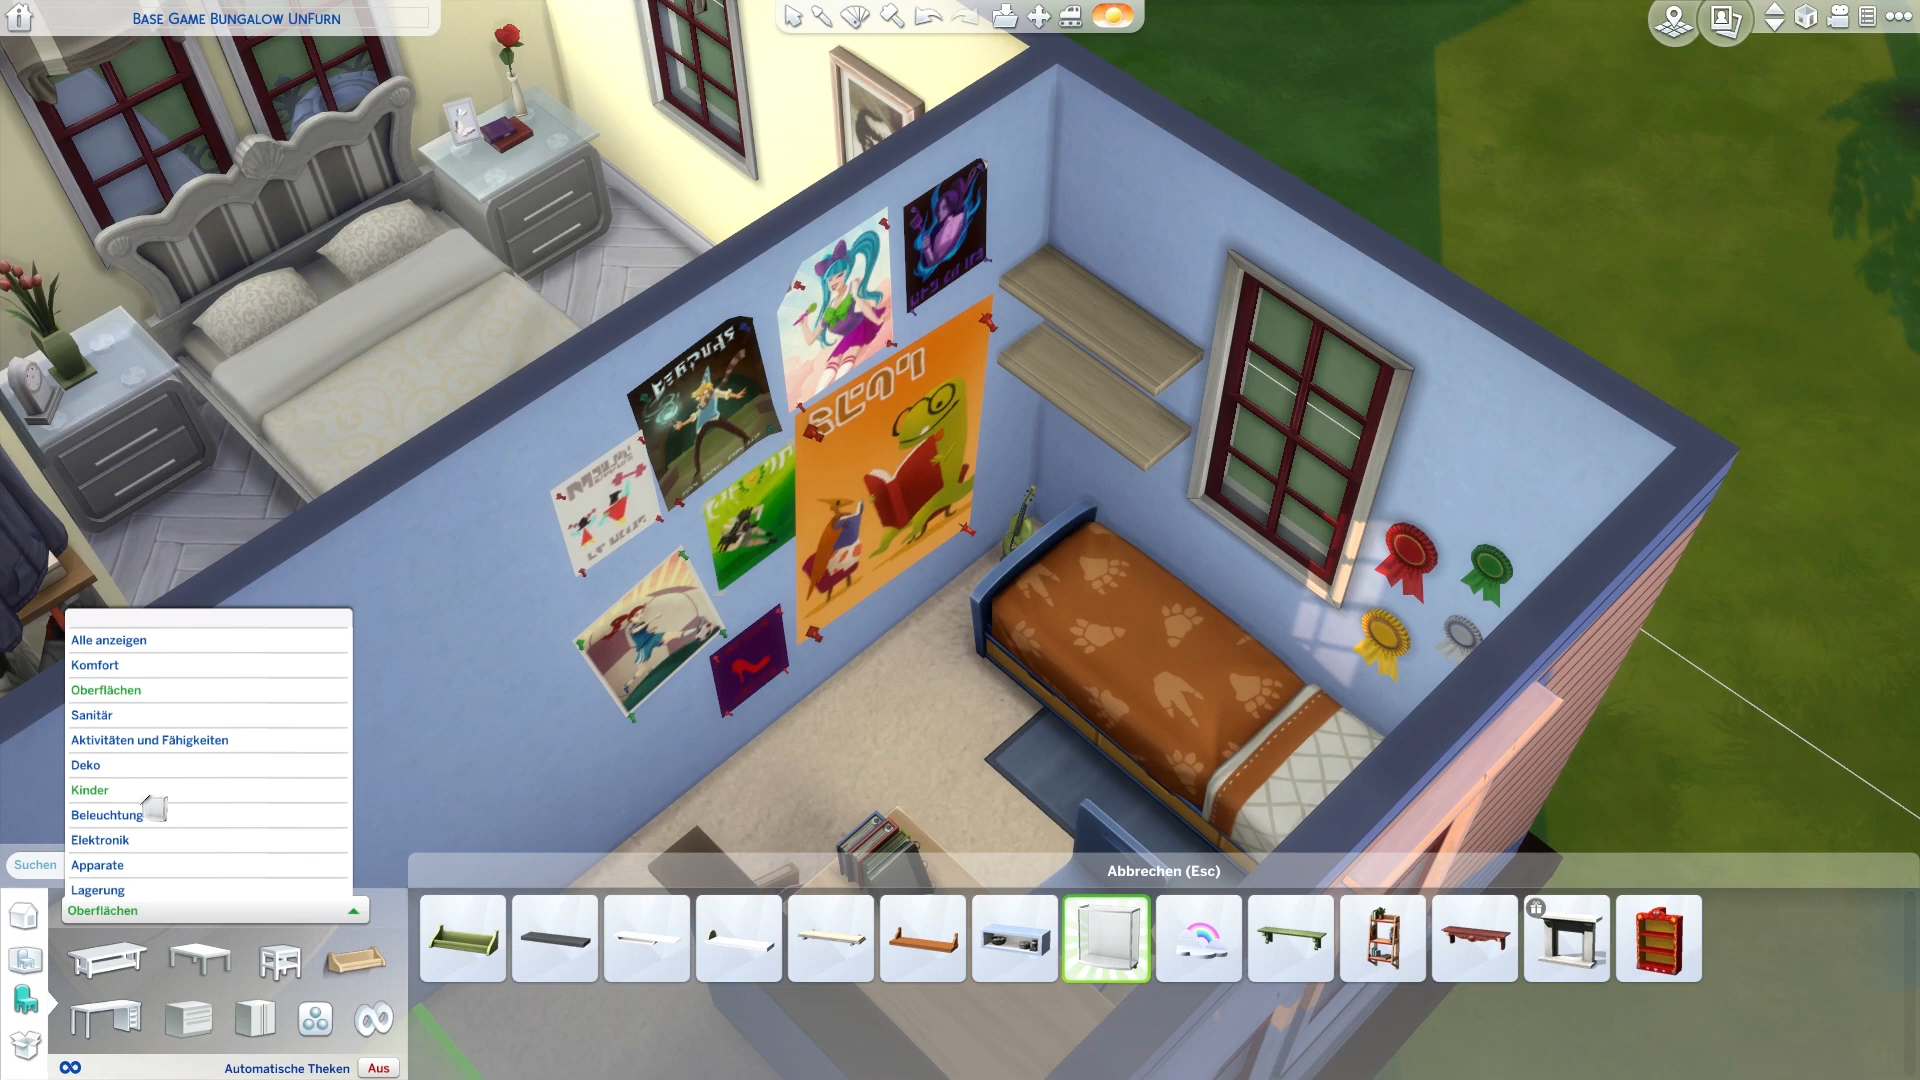 Base Game Bungalow UnFurn
Alle anzeigen
Komfort
Oberflächen
Sanitär
Aktivitäten und Fähigkeiten
Deko
Kinder
Beleuchtung
Elektronik
Apparate
Lagerung
Suchen
Oberflächen
Abbrechen (Esc)
Automatische Theken
Aus